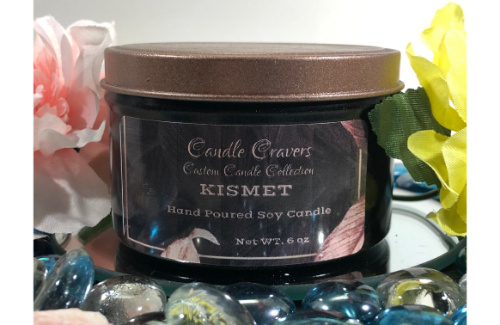 Candle Cravers
Custom Candle Collection
KISMET
Hand Poured Soy Candle
Net WT. 6 oz